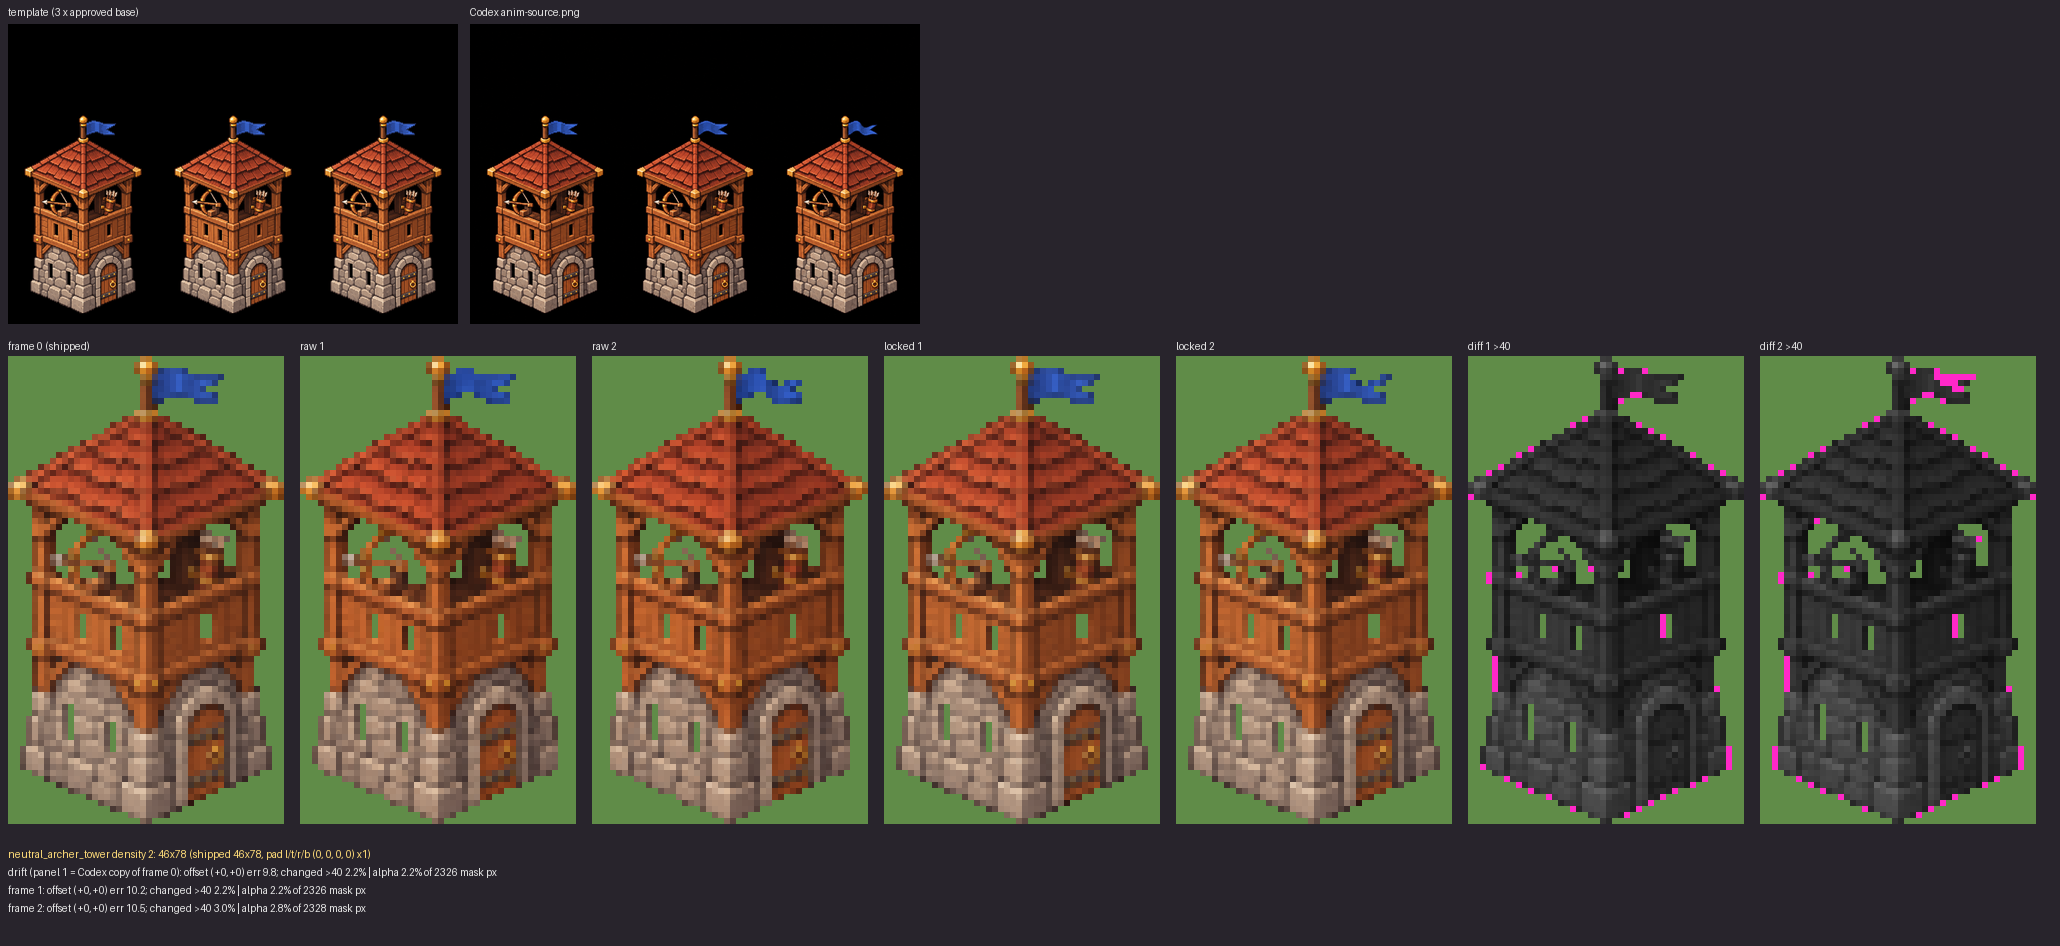 template (3 x approved base)
Codex anim-source.png
frame 0 (shipped)
raw 1
raw 2
locked 1
locked 2
diff 1 >40
diff 2 >40
neutral_archer_tower density 2: 46x78 (shipped 46x78, pad l/t/r/b (0, 0, 0, 0) x1)
drift (panel 1 = Codex copy of frame 0): offset (+0,+0) err 9.8; changed >40 2.2% | alpha 2.2% of 2326 mask px
frame 1: offset (+0,+0) err 10.2; changed >40 2.2% | alpha 2.2% of 2326 mask px
frame 2: offset (+0,+0) err 10.5; changed >40 3.0% | alpha 2.8% of 2328 mask px